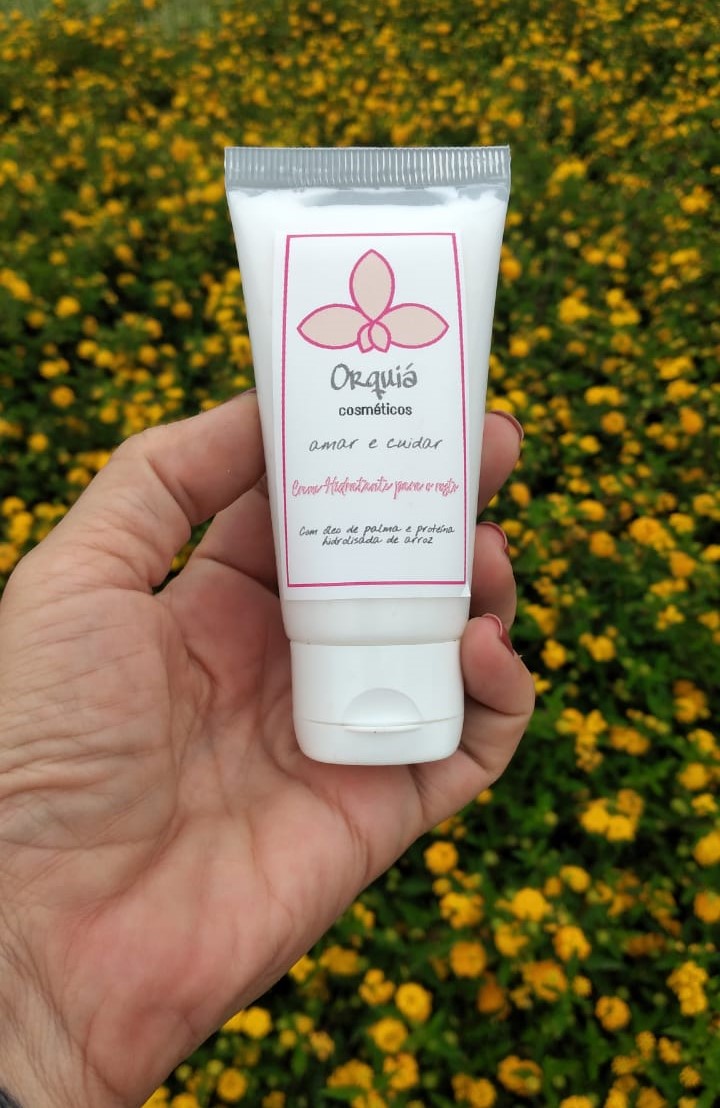 Orquiá
cosméticos
amar e cuidar
Creme Hidratante para o rosto
Com óleo de palma e proteína
hidrolisada de arroz